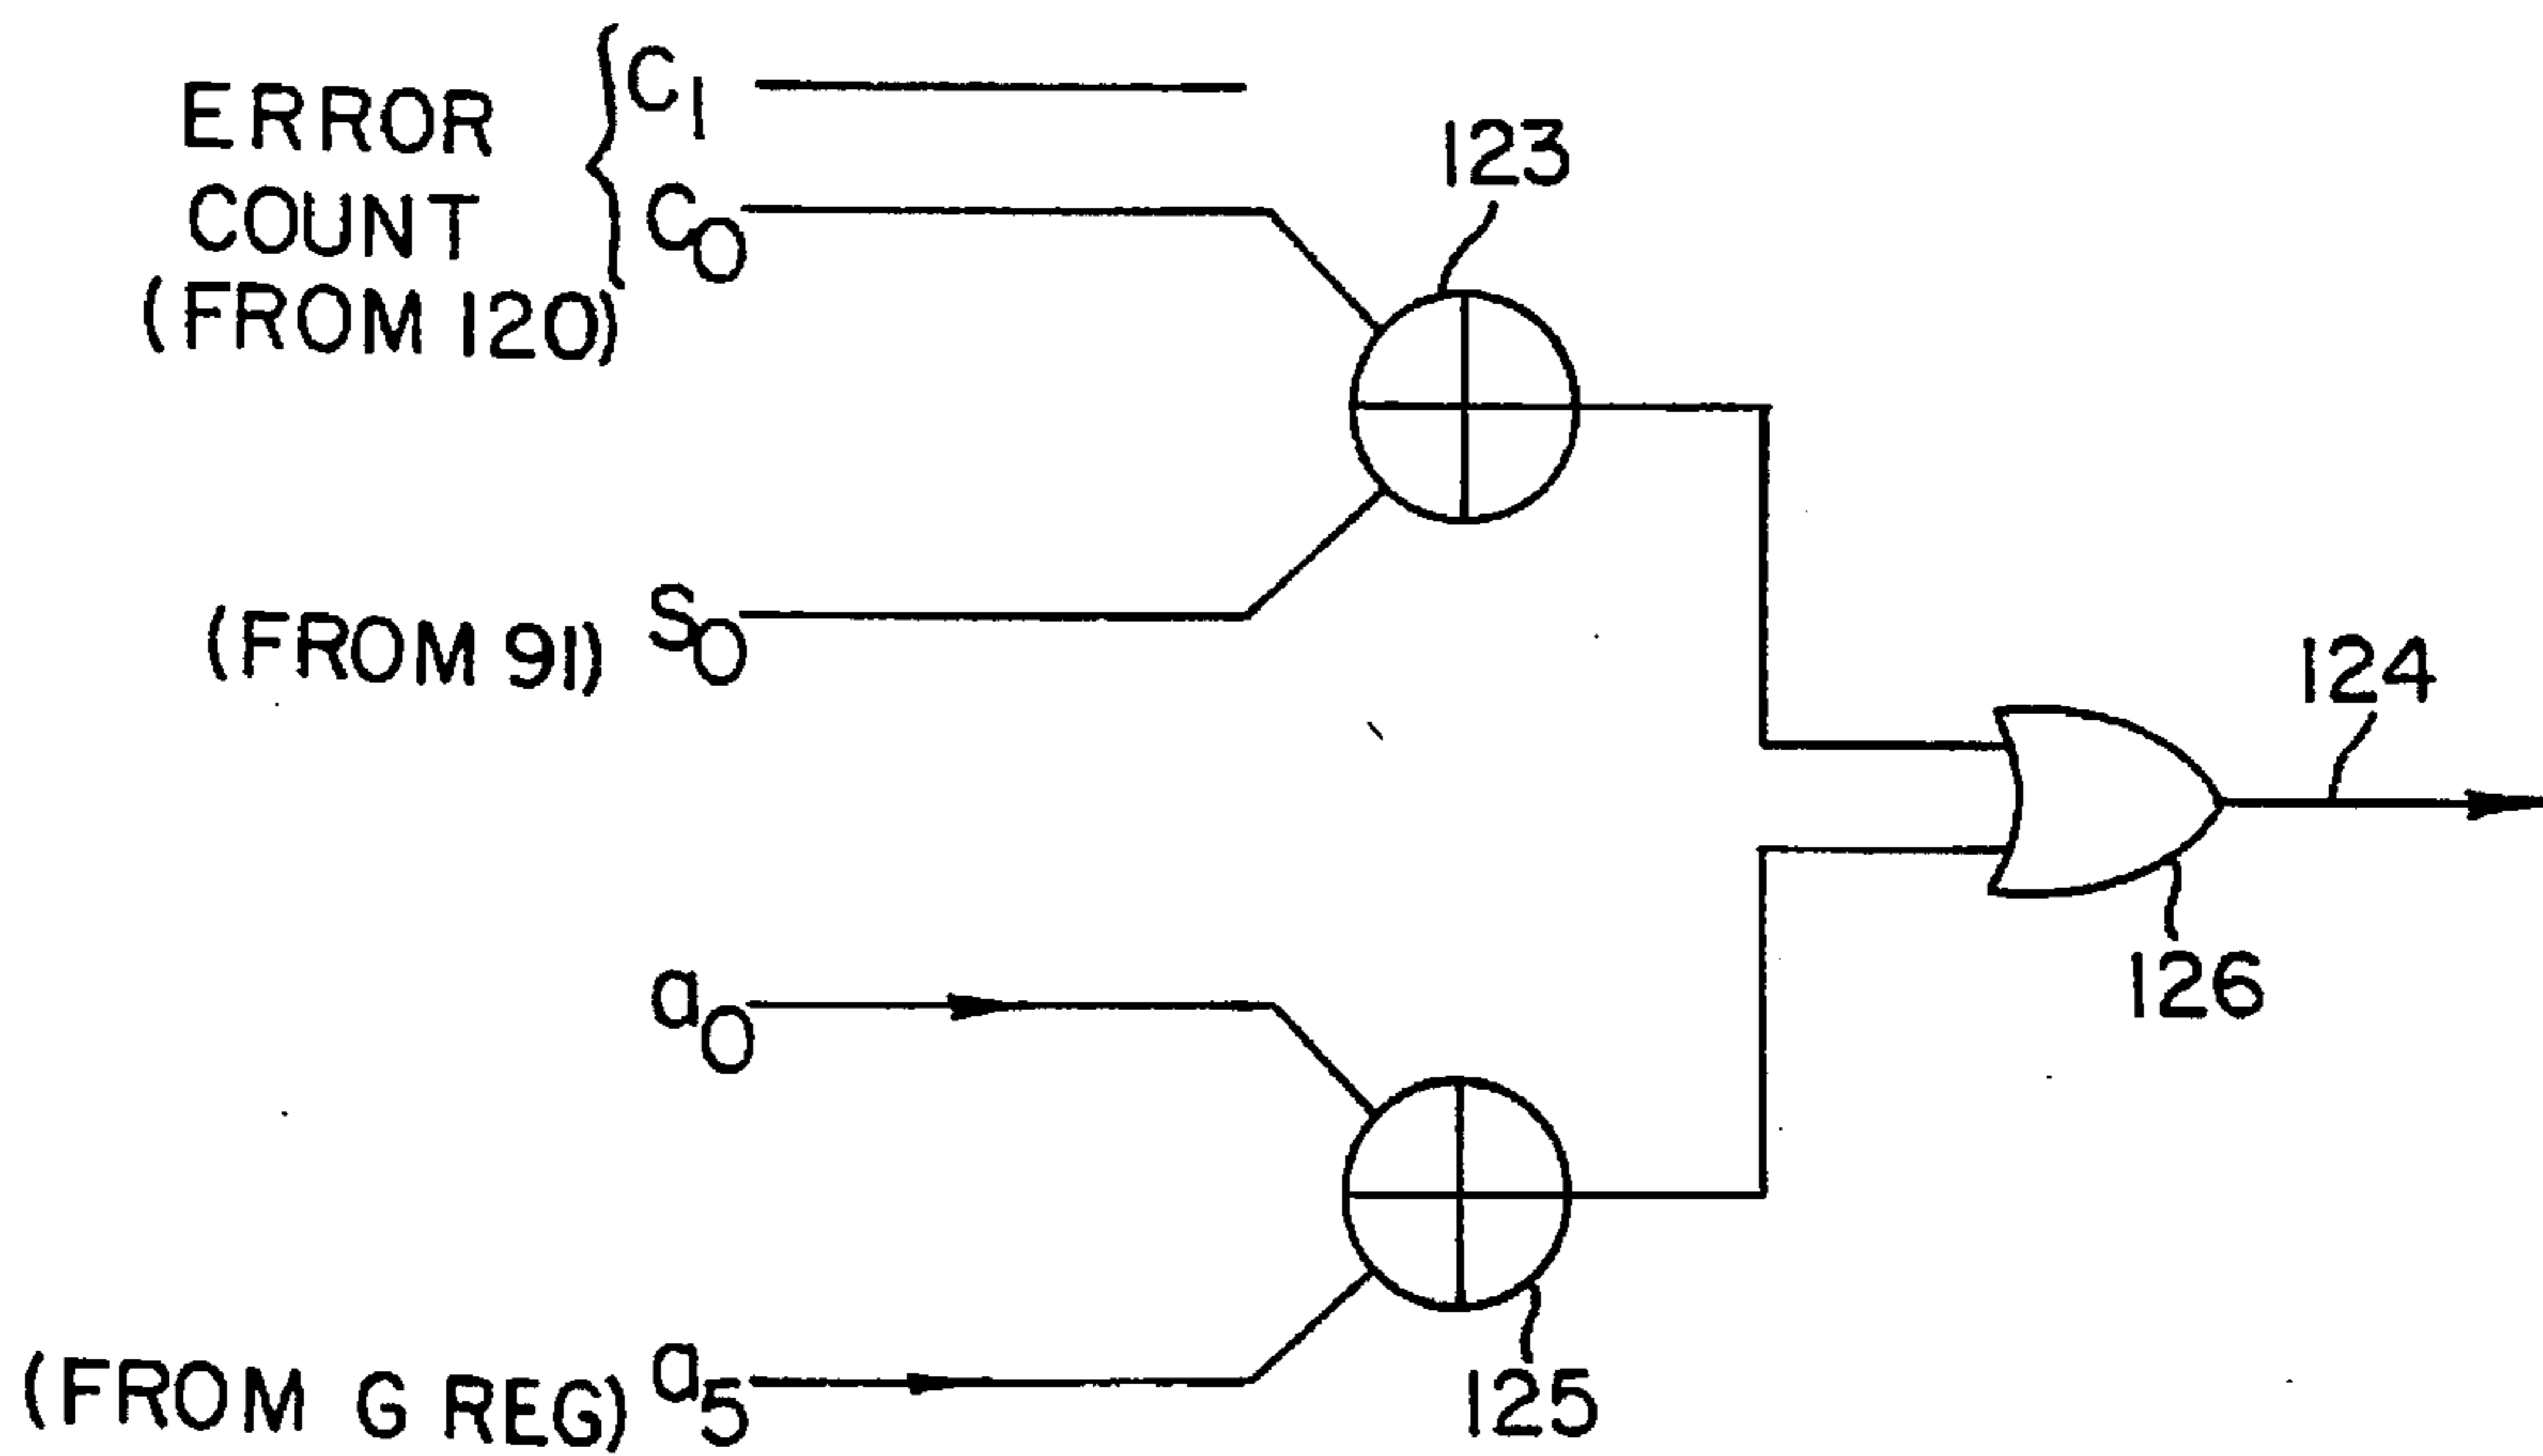 ERROR
COUNT
(FROM 120)
C1
C0
123
(FROM 91) S0
124
126
a0
(FROM G REG) a5
125